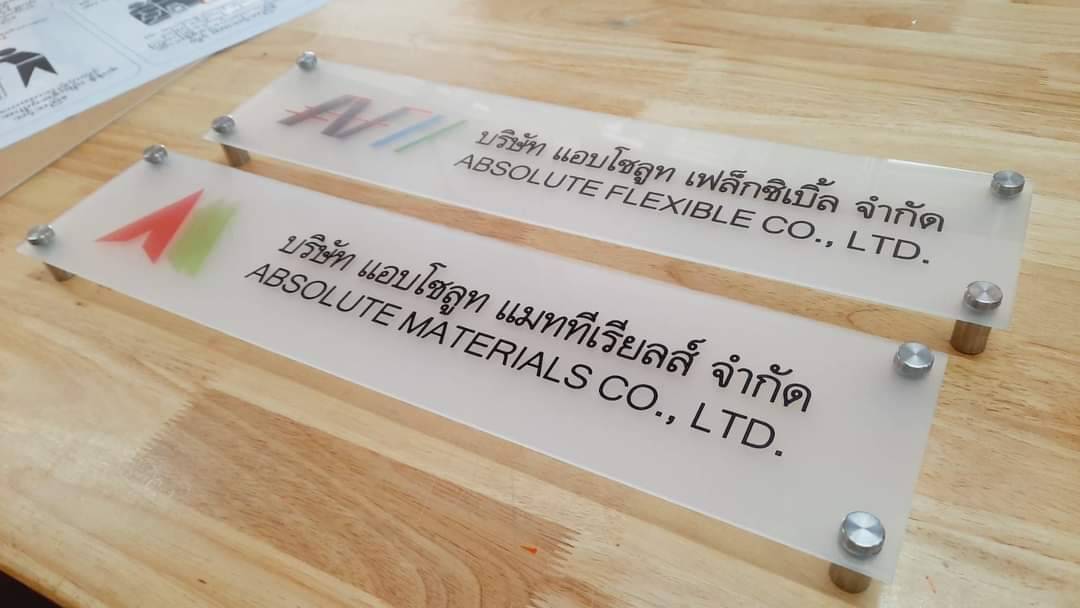 บริษัท แอบโซลูท เฟล็กซิเบิ้ล จำกัด
ABSOLUTE FLEXIBLE CO., LTD.
บริษัท แอบโซลูท แมททีเรียลส์ จำกัด
ABSOLUTE MATERIALS CO., LTD.